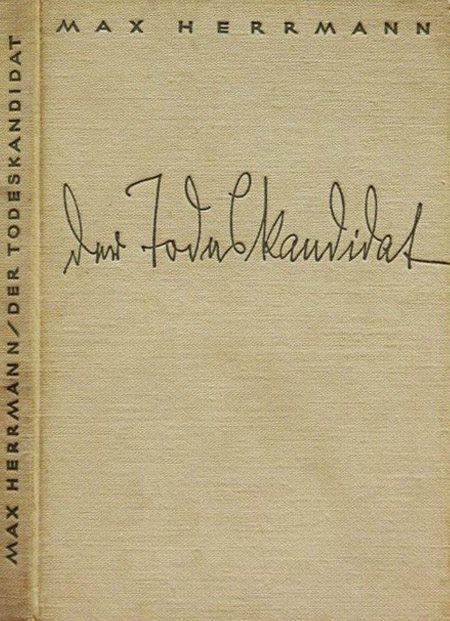 MAX HERRMANN
der Todeskandidat
MAX HERRMANN/DER TODESKANDIDAT